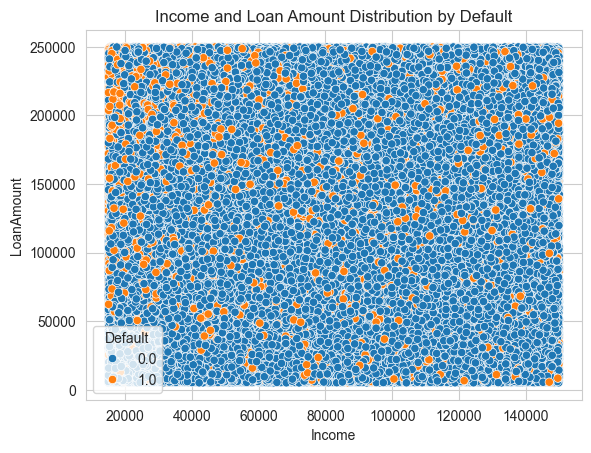 Income and Loan Amount Distribution by Default
LoanAmount
250000
200000
150000
100000
50000
0
Default
0.0
1.0
20000 40000 60000 80000 100000 120000 140000
Income